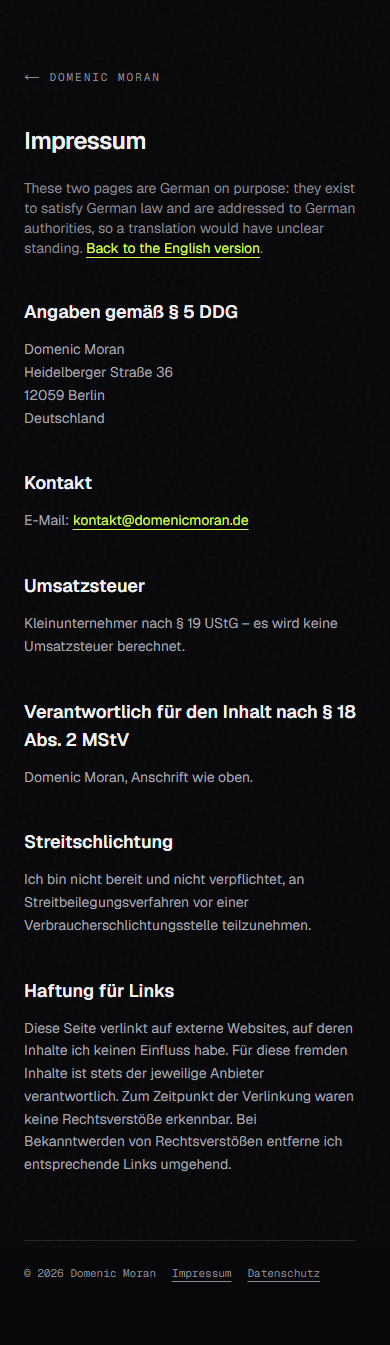 ← DOMENIC MORAN
Impressum
These two pages are German on purpose: they exist
to satisfy German law and are addressed to German
authorities, so a translation would have unclear
standing. Back to the English version.
Angaben gemäß § 5 DDG
Domenic Moran
Heidelberger Straße 36
12059 Berlin
Deutschland
Kontakt
E-Mail: kontakt@domenicmoran.de
Umsatzsteuer
Kleinunternehmer nach § 19 UStG – es wird keine
Umsatzsteuer berechnet.
Verantwortlich für den Inhalt nach § 18
Abs. 2 MStV
Domenic Moran, Anschrift wie oben.
Streitschlichtung
Ich bin nicht bereit und nicht verpflichtet, an
Streitbeilegungsverfahren vor einer
Verbraucherschlichtungsstelle teilzunehmen.
Haftung für Links
Diese Seite verlinkt auf externe Websites, auf deren
Inhalte ich keinen Einfluss habe. Für diese fremden
Inhalte ist stets der jeweilige Anbieter
verantwortlich. Zum Zeitpunkt der Verlinkung waren
keine Rechtsverstöße erkennbar. Bei
Bekanntwerden von Rechtsverstößen entferne ich
entsprechende Links umgehend.
© 2026 Domenic Moran Impressum Datenschutz